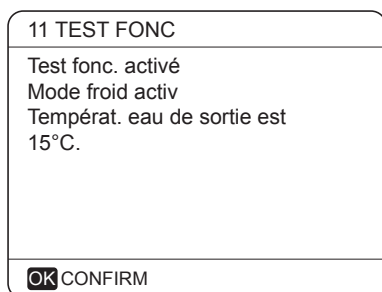 11 TEST FONC
Test fonc. activé
Mode froid activ
Températ. eau de sortie est
15°C.
OK CONFIRM